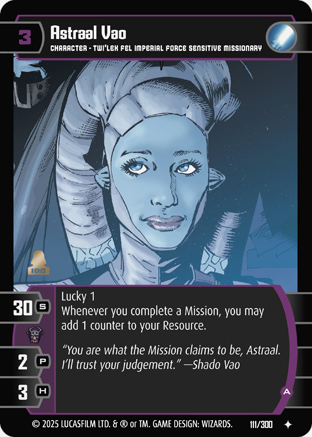 3
Astraal Vao
CHARACTER - TWI'LEK FEL IMPERIAL FORCE SENSITIVE MISSIONARY
30 S
Lucky 1
Whenever you complete a Mission, you may
add 1 counter to your Resource.
2 P
“You are what the Mission claims to be, Astraal.
I'll trust your judgement.” —Shado Vao
3 H
A
© 2025 LUCASFILM LTD. & ® or TM. GAME DESIGN: WIZARDS.
111/300